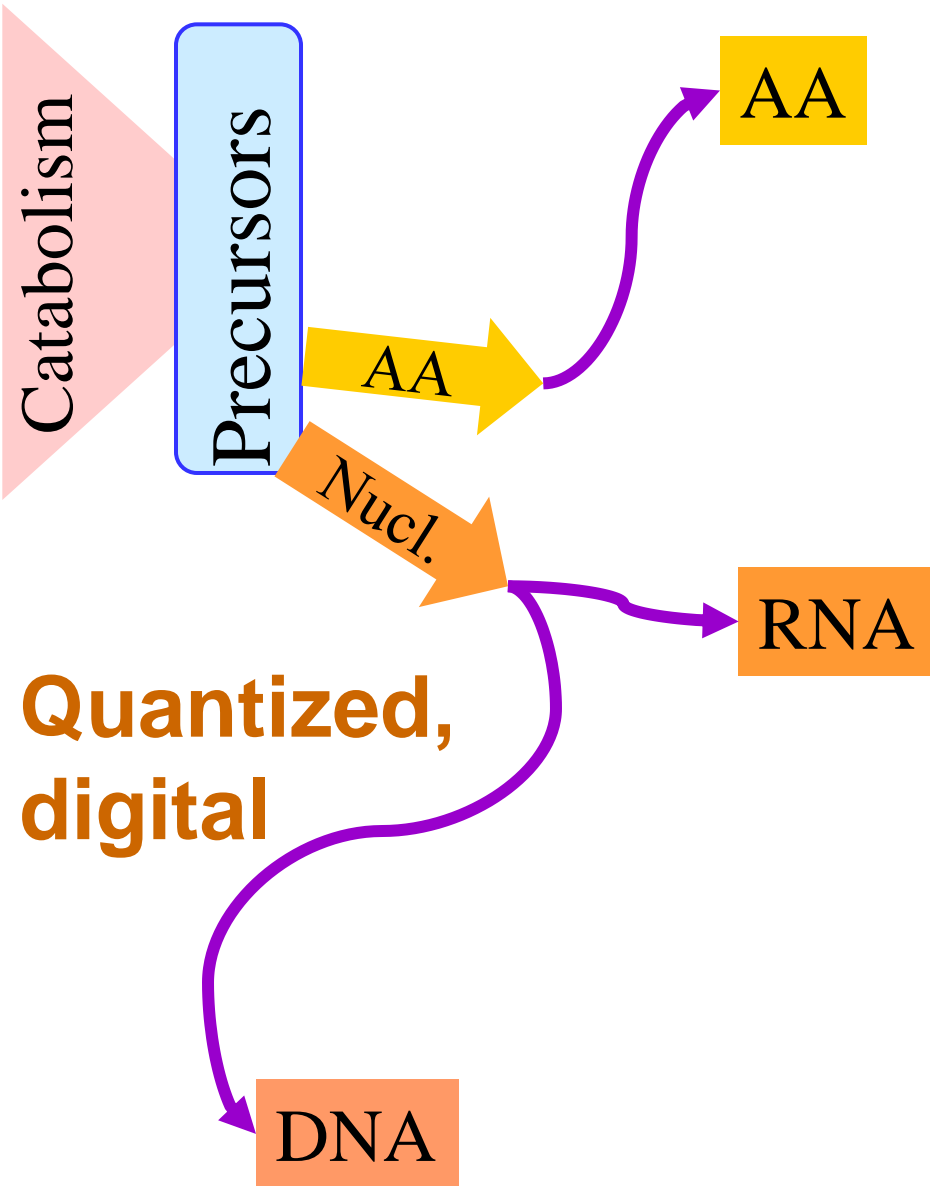 Catabolism
Precursors
AA
AA
Nucl.
RNA
Quantized,
digital
DNA